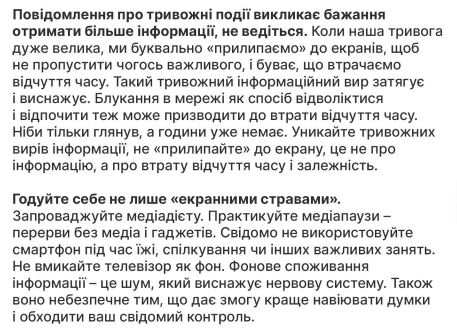 Повідомлення про тривожні події викликає бажання
отримати більше інформації, не ведіться. Коли наша тривога
дуже велика, ми буквально «прилипаємо» до екранів, щоб
не пропустити чогось важливого, і буває, що втрачаємо
відчуття часу. Такий тривожний інформаційний вир затягує
і виснажує. Блукання в мережі як спосіб відволіктися
і відпочити теж може призводити до втрати відчуття часу.
Ніби тільки глянув, а години уже немає. Уникайте тривожних
вирів інформації, не «прилипайте» до екрану, це не про
інформацію, а про втрату відчуття часу і залежність.

Годуйте себе не лише «екранними стравами».
Запроваджуйте медіадієту. Практикуйте медіапаузи –
перерви без медіа і гаджетів. Свідомо не використовуйте
смартфон під час їжі, спілкування чи інших важливих занять.
Не вмикайте телевізор як фон. Фонове споживання
інформації – це шум, який виснажує нервову систему. Також
воно небезпечне тим, що дає змогу краще навіювати думки
і обходити ваш свідомий контроль.